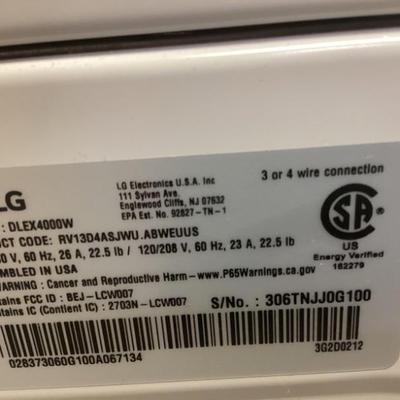 LG
LG Electronics U.S.A. Inc
111 Sylvan Ave.
Englewood Cliffs, NJ 07632
EPA Est. No. 92827-TN-1
3 or 4 wire connection
: DLEX4000W
CT CODE: RV13D4ASJWU.ABWEUUS
0 V, 60 Hz, 26 A, 22.5 lb / 120/208 V, 60 Hz, 23 A, 22.5 lb
MBLED IN USA
: Cancer and Reproductive Harm - www.P65Warnings.ca.gov
tains FCC ID: BEJ-LCW007
tains IC (Content IC) : 2703N-LCW007
S/No. : 306TNJJ0G100
SA
US
Energy Verified
162279
028373060G100A067134
3G2D0212